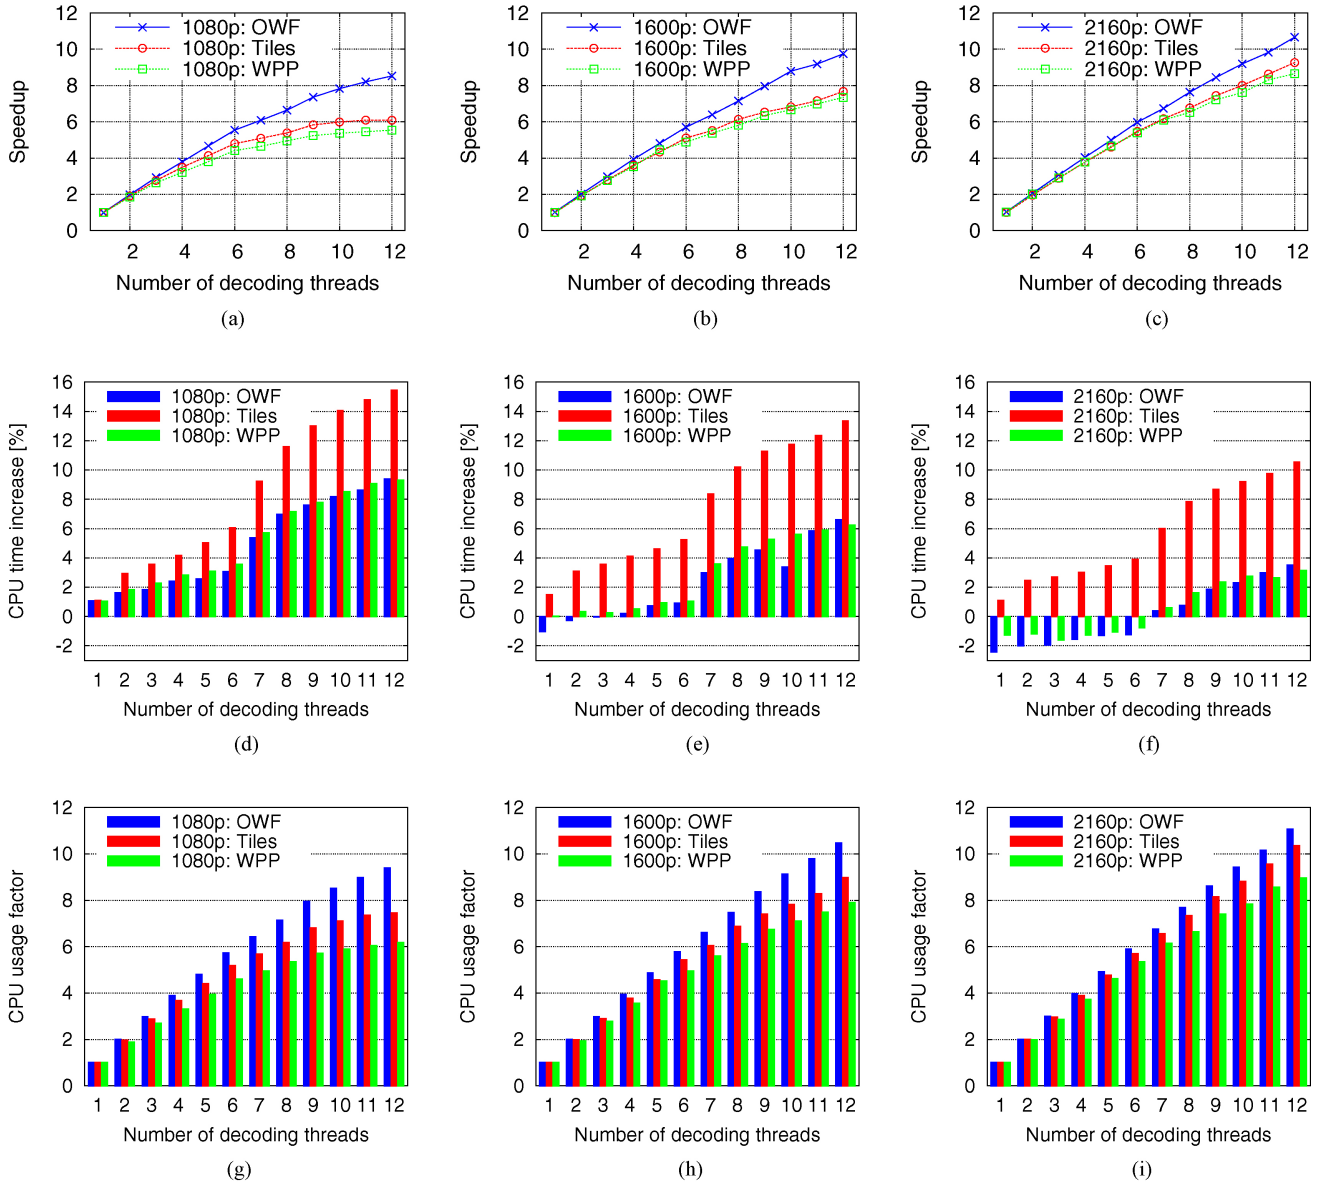 Speedup
12
10
8
6
4
2
0
1080p: OWF
1080p: Tiles
1080p: WPP
2 4 6 8 10 12
Number of decoding threads
(a)
Speedup
12
10
8
6
4
2
0
1600p: OWF
1600p: Tiles
1600p: WPP
2 4 6 8 10 12
Number of decoding threads
(b)
Speedup
12
10
8
6
4
2
0
2160p: OWF
2160p: Tiles
2160p: WPP
2 4 6 8 10 12
Number of decoding threads
(c)
CPU time increase [%]
16
14
12
10
8
6
4
2
0
-2
1080p: OWF
1080p: Tiles
1080p: WPP
1 2 3 4 5 6 7 8 9 10 11 12
Number of decoding threads
(d)
CPU time increase [%]
16
14
12
10
8
6
4
2
0
-2
1600p: OWF
1600p: Tiles
1600p: WPP
1 2 3 4 5 6 7 8 9 10 11 12
Number of decoding threads
(e)
CPU time increase [%]
16
14
12
10
8
6
4
2
0
-2
2160p: OWF
2160p: Tiles
2160p: WPP
1 2 3 4 5 6 7 8 9 10 11 12
Number of decoding threads
(f)
CPU usage factor
12
10
8
6
4
2
0
1080p: OWF
1080p: Tiles
1080p: WPP
1 2 3 4 5 6 7 8 9 10 11 12
Number of decoding threads
(g)
CPU usage factor
12
10
8
6
4
2
0
1600p: OWF
1600p: Tiles
1600p: WPP
1 2 3 4 5 6 7 8 9 10 11 12
Number of decoding threads
(h)
CPU usage factor
12
10
8
6
4
2
0
2160p: OWF
2160p: Tiles
2160p: WPP
1 2 3 4 5 6 7 8 9 10 11 12
Number of decoding threads
(i)